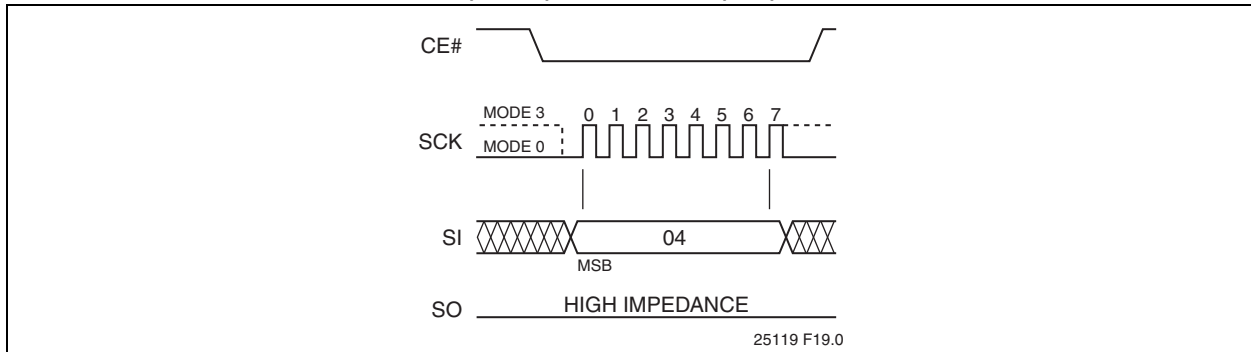 CE#
MODE 3
0 1 2 3 4 5 6 7
SCK
MODE 0
SI
04
MSB
SO
HIGH IMPEDANCE
25119 F19.0